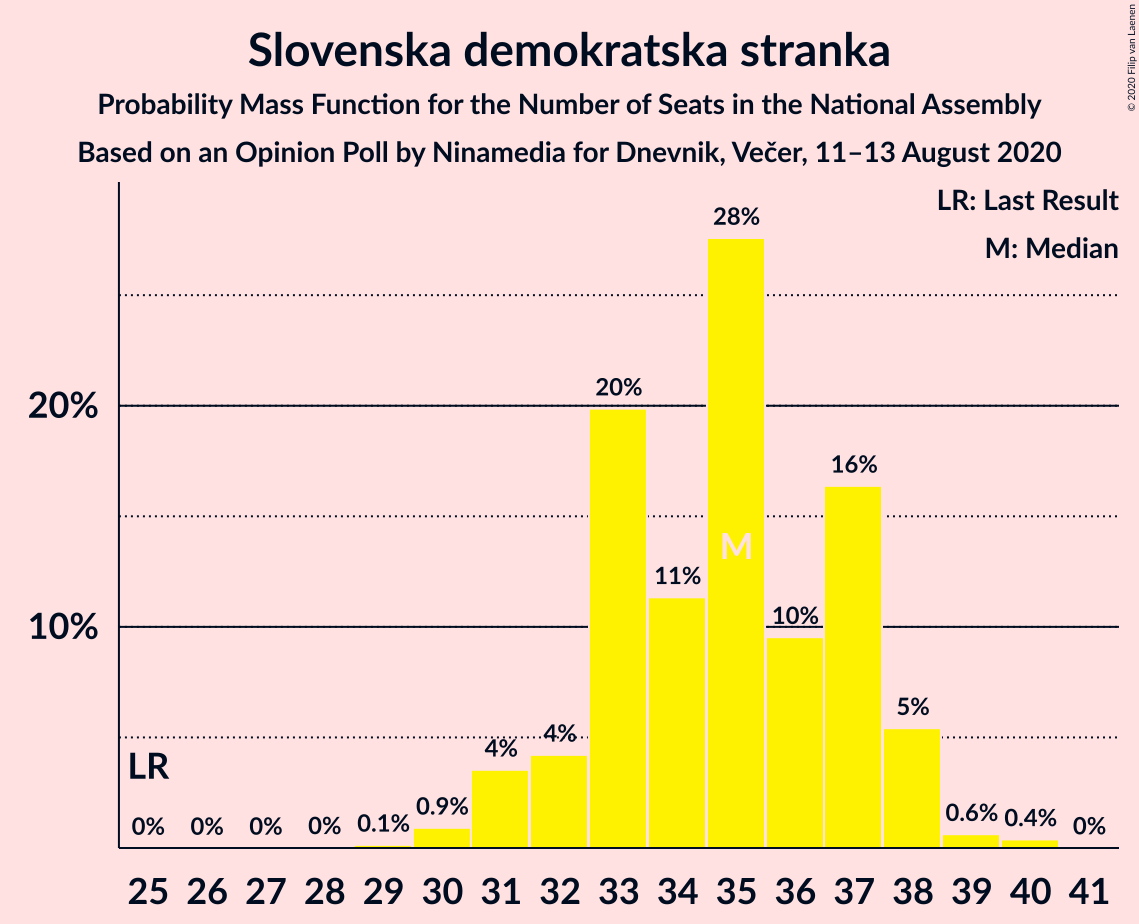 Slovenska demokratska stranka
Probability Mass Function for the Number of Seats in the National Assembly
Based on an Opinion Poll by Ninamedia for Dnevnik, Večer, 11–13 August 2020
© 2020 Filip van Laenen
LR: Last Result
M: Median
20%
10%
LR
M
0%
0%
0%
0%
0.1%
0.9%
4%
4%
20%
11%
28%
10%
16%
5%
0.6%
0.4%
0%
25 26 27 28 29 30 31 32 33 34 35 36 37 38 39 40 41